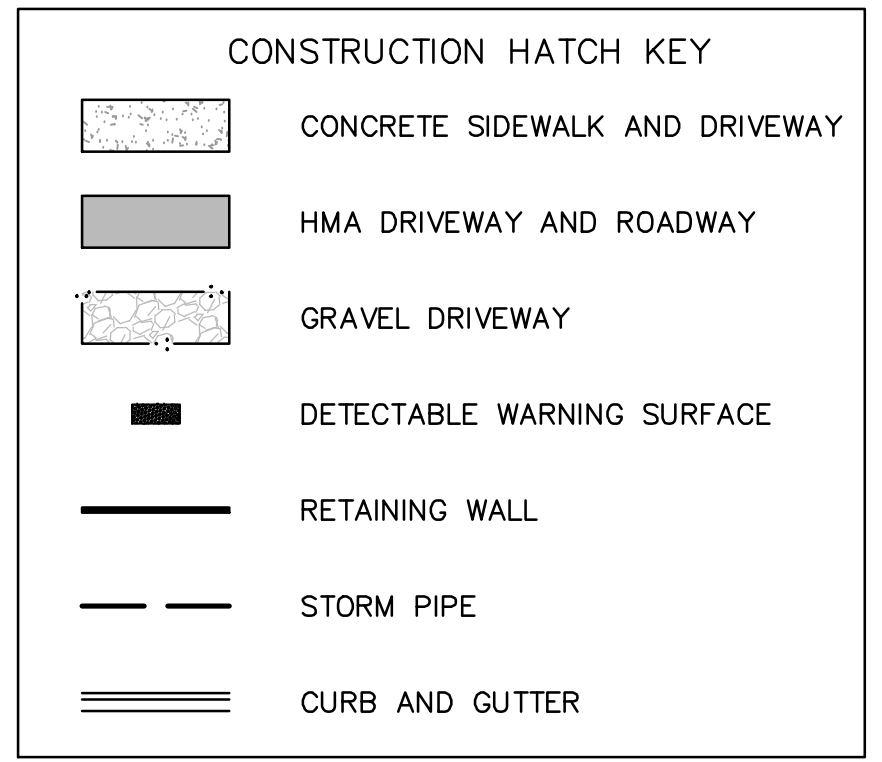 CONSTRUCTION HATCH KEY
CONCRETE SIDEWALK AND DRIVEWAY
HMA DRIVEWAY AND ROADWAY
GRAVEL DRIVEWAY
DETECTABLE WARNING SURFACE
RETAINING WALL
STORM PIPE
CURB AND GUTTER